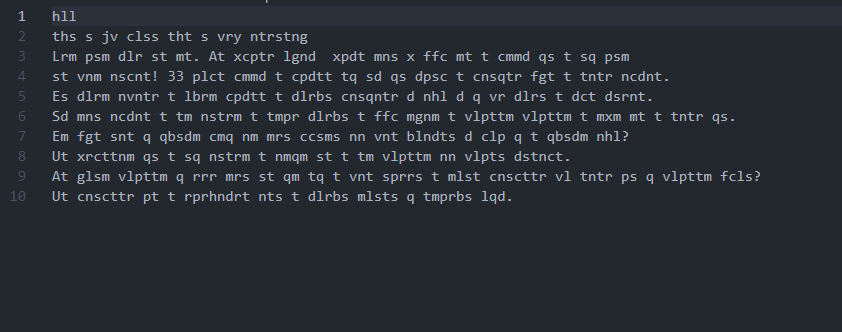 1 hll
2 ths s jv clss tht s vry ntrstng
3 Lrm psm dlr st mt. At xcptr lgnd  xpdt mns x ffc mt t cmmd qs t sq psm
4 st vnm nscnt! 33 plct cmmd t cpdtt tq sd qs dpsc t cnsqtr fgt t tntr ncdnt.
5 Es dlrm nvntr t lbrm cpdtt t dlrbs cnsqntr d nhl d q vr dlrs t dct dsrnt.
6 Sd mns ncdnt t tm nstrm t tmpr dlrbs t ffc mgnm t vlpttm vlpttm t mxm mt t tntr qs.
7 Em fgt snt q qbsdm cmq nm mrs ccsms nn vnt blndts d clp q t qbsdm nhl?
8 Ut xrcttnm qs t sq nstrm t nmqm st t tm vlpttm nn vlpts dstnct.
9 At glsm vlpttm q rrr mrs st qm tq t vnt sprrs t mlst cnscttr vl tntr ps q vlpttm fcls?
10 Ut cnscttr pt t rprhndrt nts t dlrbs mlsts q tmprbs lqd.